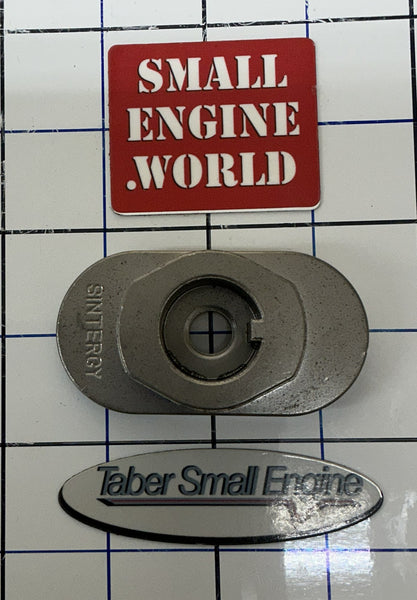 SMALL
ENGINE
.WORLD
SINTERGY
Taber Small Engine